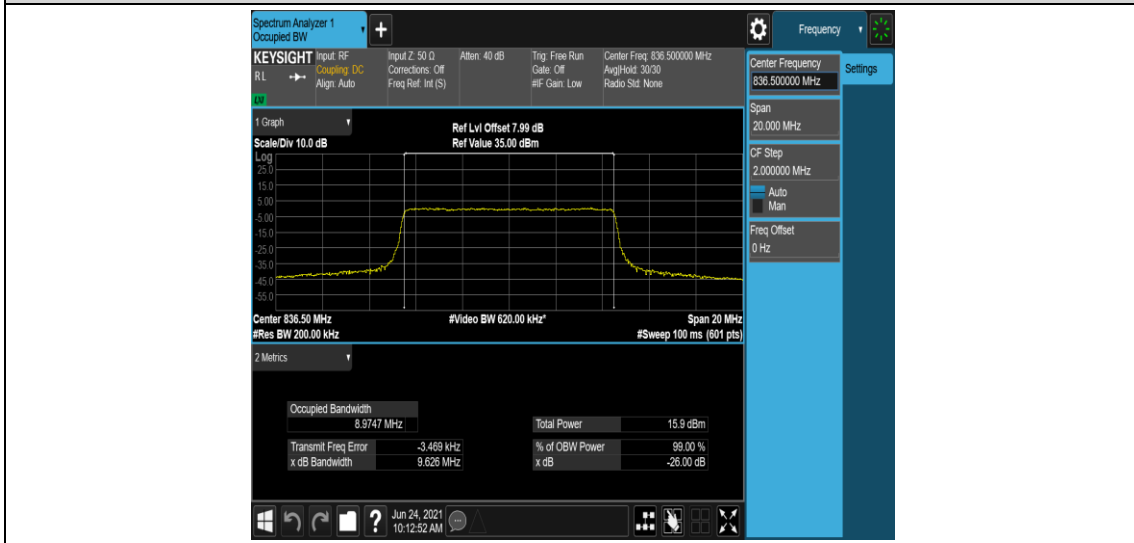 Spectrum Analyzer 1
Occupied BW
+
Frequency
KEYSIGHT
RL
LXI
Input: RF
Coupling: DC
Align: Auto
Input Z: 50 Ω
Corrections: Off
Freq Ref: Int (S)
Atten: 40 dB
Trig: Free Run
Gate: Off
#IF Gain: Low
Center Freq: 836.500000 MHz
Avg|Hold: 30/30
Radio Std: None
Center Frequency
836.500000 MHz
Settings
Span
20.000 MHz
CF Step
2.000000 MHz
Auto
Man
Freq Offset
0 Hz
1 Graph
Ref Lvl Offset 7.99 dB
Scale/Div 10.0 dB
Ref Value 35.00 dBm
Log
25.0
15.0
5.00
-5.00
-15.0
-25.0
-35.0
-45.0
-55.0
Center 836.50 MHz
#Video BW 620.00 kHz*
Span 20 MHz
#Res BW 200.00 kHz
#Sweep 100 ms (601 pts)
2 Metrics
Occupied Bandwidth
8.9747 MHz
Total Power 15.9 dBm
Transmit Freq Error -3.469 kHz
% of OBW Power 99.00 %
x dB Bandwidth 9.626 MHz
x dB -26.00 dB
?
Jun 24, 2021
10:12:52 AM